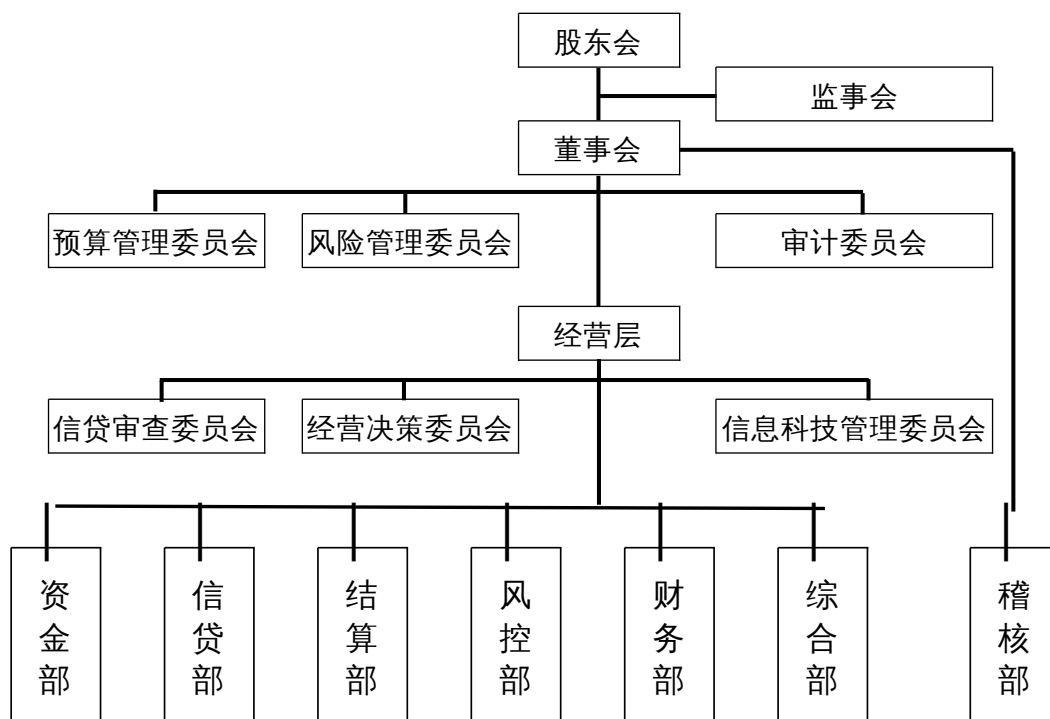 股东会
监事会
董事会
预算管理委员会
风险管理委员会
审计委员会
经营层
信贷审查委员会
经营决策委员会
信息科技管理委员会
资金部
信贷部
结算部
风控部
财务部
综合部
稽核部